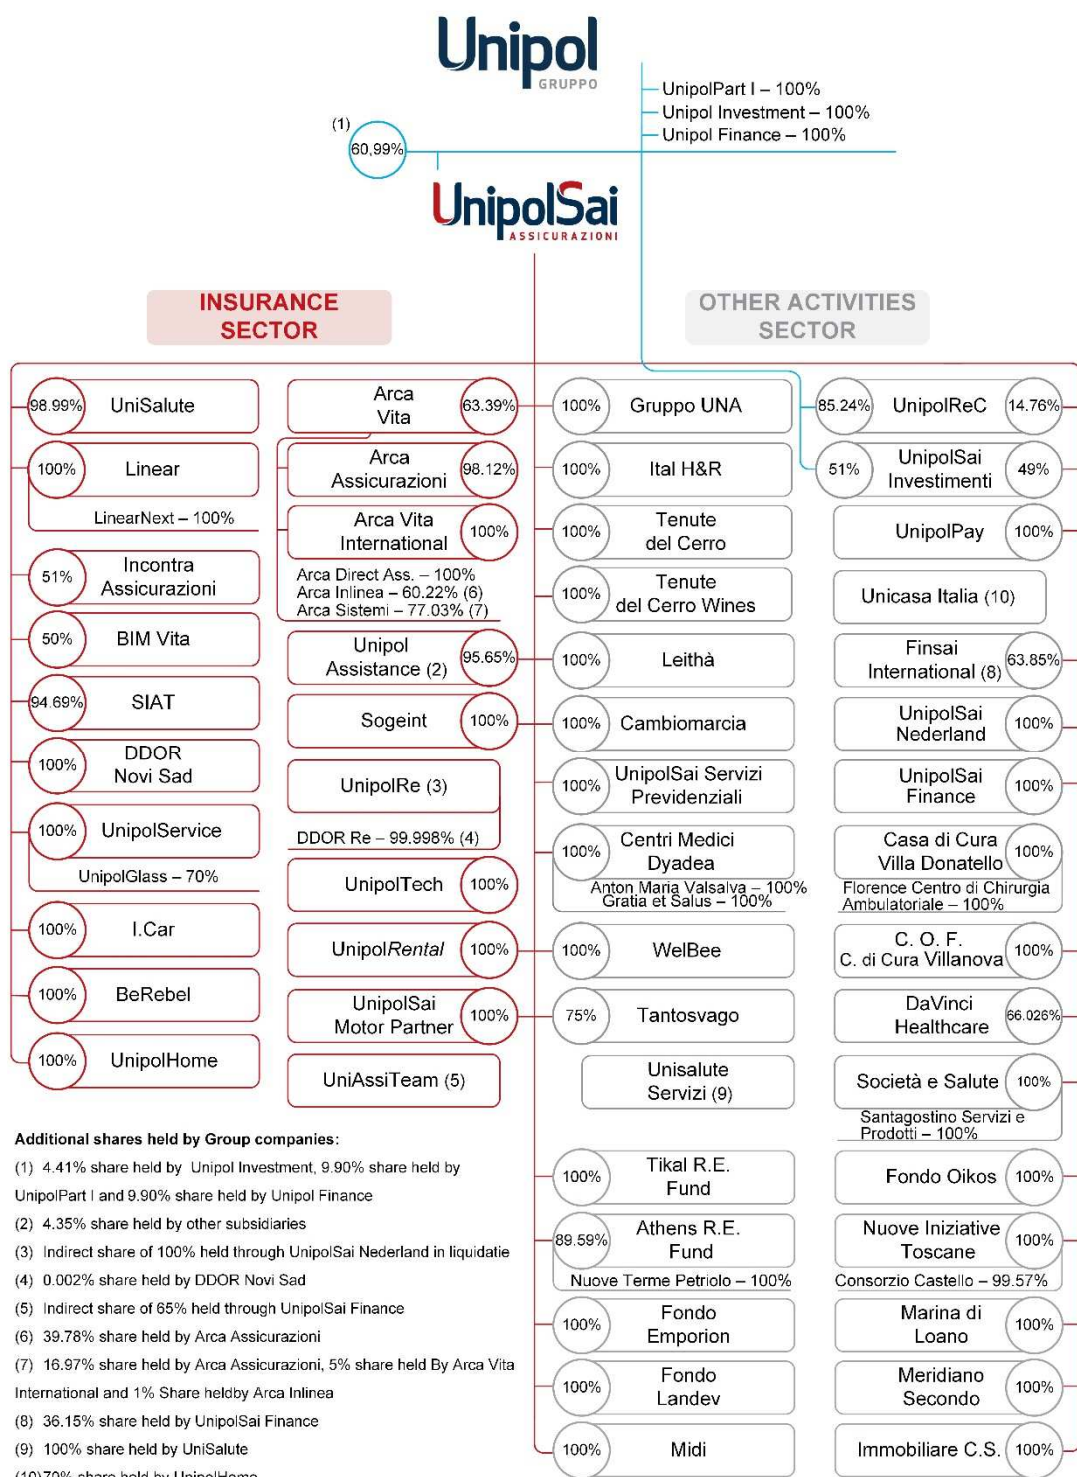 Unipol
GRUPPO
UnipolPart I – 100%
Unipol Investment – 100%
Unipol Finance – 100%
(1)
60,99%
UnipolSai
ASSICURAZIONI
INSURANCE
SECTOR
OTHER ACTIVITIES
SECTOR
98.99%
UniSalute
100%
Linear
LinearNext – 100%
51%
Incontra
Assicurazioni
50%
BIM Vita
94.69%
SIAT
100%
DDOR
Novi Sad
100%
UnipolService
UnipolGlass – 70%
100%
I.Car
100%
BeRebel
100%
UnipolHome
Arca
Vita
63.39%
Arca
Assicurazioni
98.12%
Arca Vita
International
100%
Arca Direct Ass. – 100%
Arca Inlinea – 60.22% (6)
Arca Sistemi – 77.03% (7)
Unipol
Assistance (2)
95.65%
Sogeint
100%
UnipolRe (3)
DDOR Re – 99.998% (4)
UnipolTech
100%
UnipolRental
100%
UnipolSai
Motor Partner
100%
UniAssiTeam (5)
100%
Gruppo UNA
100%
Ital H&R
100%
Tenute
del Cerro
100%
Tenute
del Cerro Wines
100%
Leithà
100%
Cambiomarcia
100%
UnipolSai Servizi
Previdenziali
100%
Centri Medici
Dyadea
Anton Maria Valsalva – 100%
Gratia et Salus – 100%
100%
WelBee
75%
Tantosvago
Unisalute
Servizi (9)
100%
Tikal R.E.
Fund
89.59%
Athens R.E.
Fund
Nuove Terme Petriolo – 100%
100%
Fondo
Emporion
100%
Fondo
Landev
100%
Midi
85.24%
UnipolReC
14.76%
51%
UnipolSai
Investimenti
49%
UnipolPay
100%
Unicasa Italia (10)
Finsai
International (8)
63.85%
UnipolSai
Nederland
100%
UnipolSai
Finance
100%
Casa di Cura
Villa Donatello
100%
Florence Centro di Chirurgia
Ambulatoriale – 100%
C. O. F.
C. di Cura Villanova
100%
DaVinci
Healthcare
66.026%
Società e Salute
100%
Santagostino Servizi e
Prodotti – 100%
Fondo Oikos
100%
Nuove Iniziative
Toscane
100%
Consorzio Castello – 99.57%
Marina di
Loano
100%
Meridiano
Secondo
100%
Immobiliare C.S.
100%
Additional shares held by Group companies:
(1) 4.41% share held by Unipol Investment, 9.90% share held by
UnipolPart I and 9.90% share held by Unipol Finance
(2) 4.35% share held by other subsidiaries
(3) Indirect share of 100% held through UnipolSai Nederland in liquidatie
(4) 0.002% share held by DDOR Novi Sad
(5) Indirect share of 65% held through UnipolSai Finance
(6) 39.78% share held by Arca Assicurazioni
(7) 16.97% share held by Arca Assicurazioni, 5% share held By Arca Vita
International and 1% Share heldby Arca Inlinea
(8) 36.15% share held by UnipolSai Finance
(9) 100% share held by UniSalute
(10)70% share held by UnipolHome